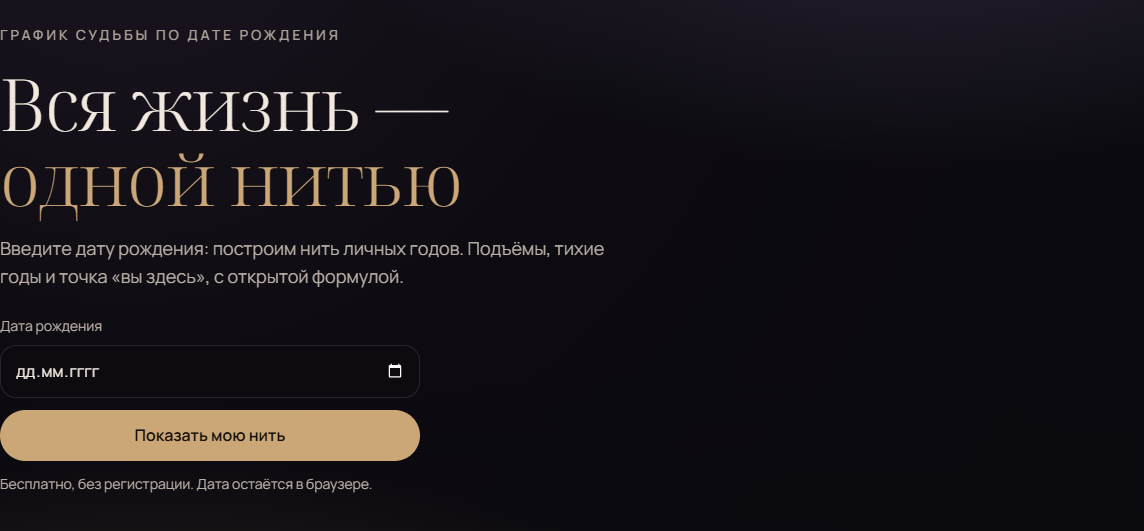 ГРАФИК СУДЬБЫ ПО ДАТЕ РОЖДЕНИЯ
Вся жизнь —
одной нитью
Введите дату рождения: построим нить личных годов. Подъёмы, тихие
годы и точка «вы здесь», с открытой формулой.
Дата рождения
дд.мм.гггг
Показать мою нить
Бесплатно, без регистрации. Дата остаётся в браузере.